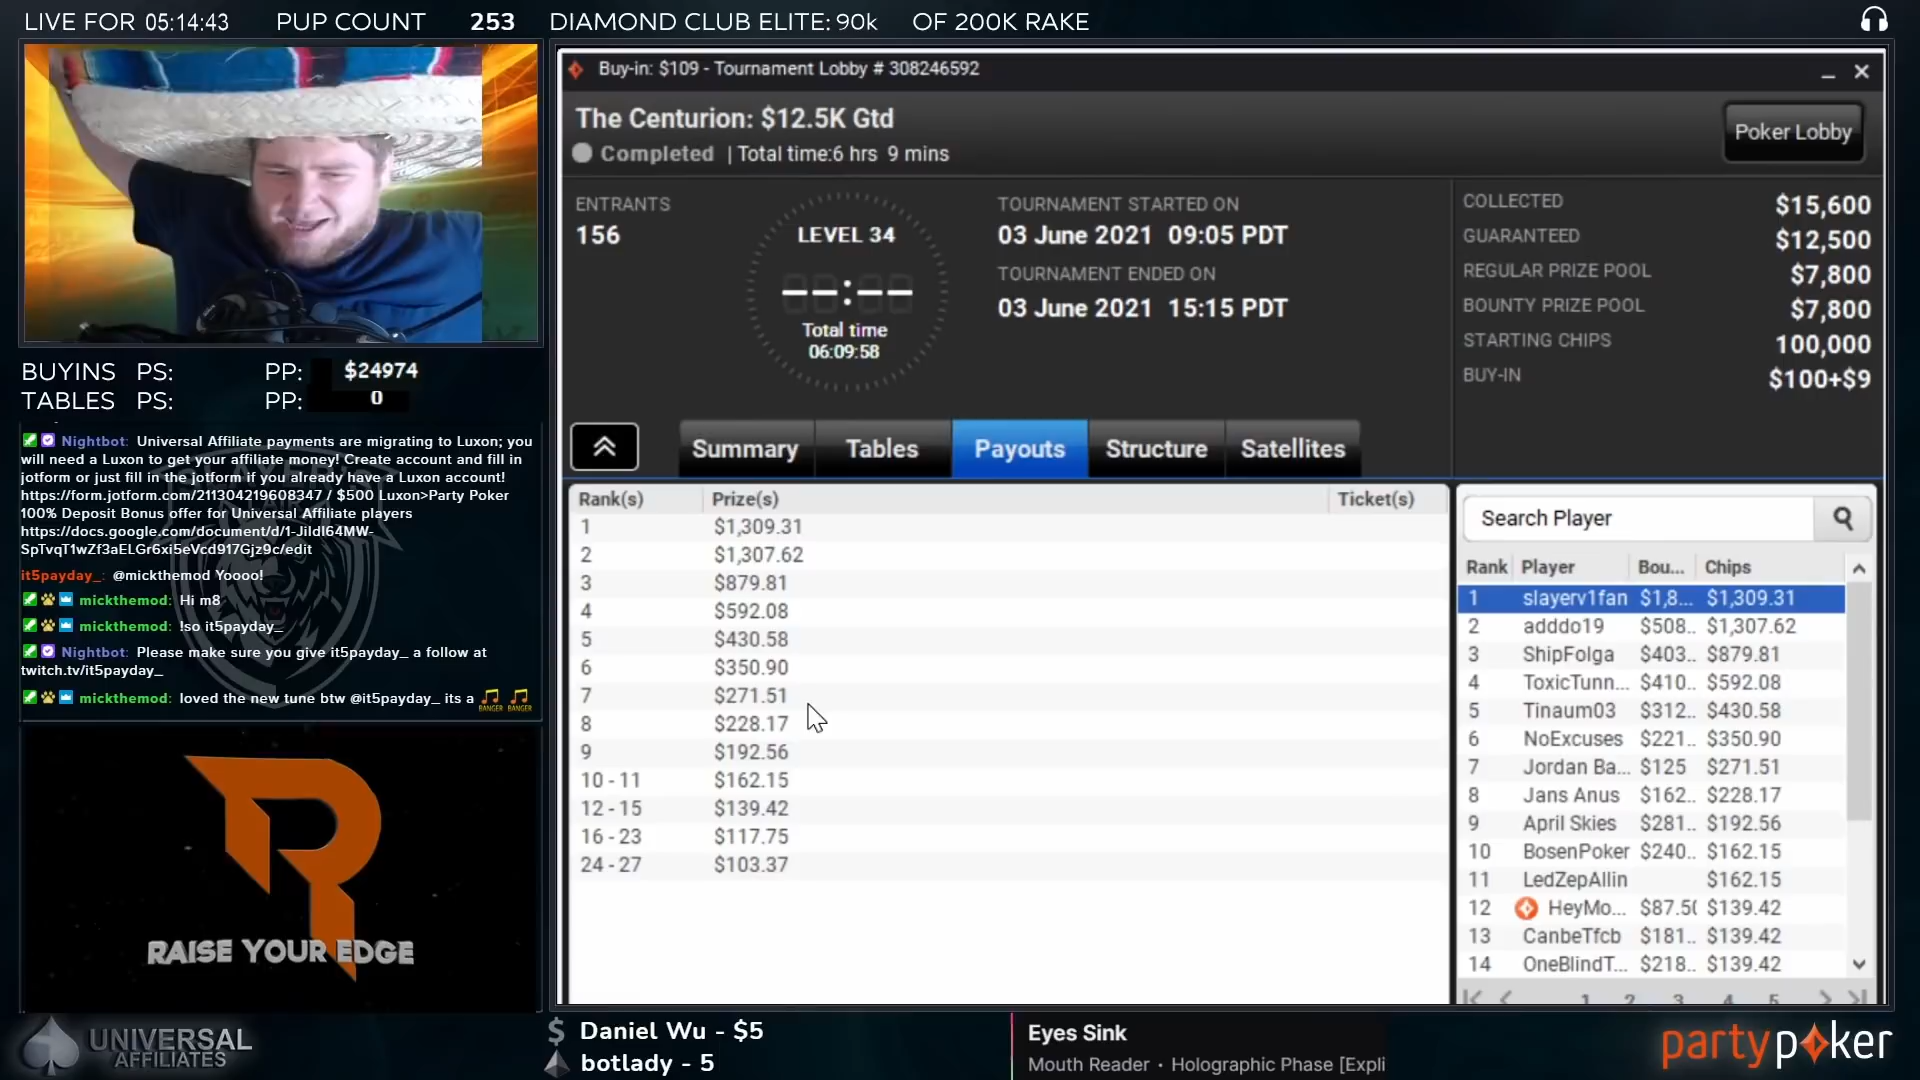 LIVE FOR 05:14:43 PUP COUNT 253 DIAMOND CLUB ELITE: 90k OF 200K RAKE
BUYINS PS: PP: $24974
TABLES PS: PP: 0
Nightbot: Universal Affiliate payments are migrating to Luxon; you
will need a Luxon to get your affiliate money! Create account and fill in
jotform or just fill in the jotform if you already have a Luxon account!
https://form.jotform.com/211304219608347 / $500 Luxon>Party Poker
100% Deposit Bonus offer for Universal Affiliate players
https://docs.google.com/document/d/1-JiIdI64MW-
SpTvqT1wZf3aELGr6xi5eVcd917Gjz9c/edit
it5payday_: @mickthemod Yoooo!
mickthemod: Hi m8
mickthemod: !so it5payday_
Nightbot: Please make sure you give it5payday_ a follow at
twitch.tv/it5payday_
mickthemod: loved the new tune btw @it5payday_ its a BANGER BANGER
RAISE YOUR EDGE
UNIVERSAL
AFFILIATES
Buy-in: $109 - Tournament Lobby # 308246592
The Centurion: $12.5K Gtd
Completed | Total time:6 hrs 9 mins
Poker Lobby
ENTRANTS
156
LEVEL 34
--:--
Total time
06:09:58
TOURNAMENT STARTED ON
03 June 2021 09:05 PDT
TOURNAMENT ENDED ON
03 June 2021 15:15 PDT
COLLECTED $15,600
GUARANTEED $12,500
REGULAR PRIZE POOL $7,800
BOUNTY PRIZE POOL $7,800
STARTING CHIPS 100,000
BUY-IN $100+$9
Summary Tables Payouts Structure Satellites
Rank(s) Prize(s) Ticket(s)
1 $1,309.31
2 $1,307.62
3 $879.81
4 $592.08
5 $430.58
6 $350.90
7 $271.51
8 $228.17
9 $192.56
10 - 11 $162.15
12 - 15 $139.42
16 - 23 $117.75
24 - 27 $103.37
Search Player
Rank Player Bou... Chips
1 slayerv1fan $1,8... $1,309.31
2 adddo19 $508.. $1,307.62
3 ShipFolga $403.. $879.81
4 ToxicTunn... $410.. $592.08
5 Tinaum03 $312.. $430.58
6 NoExcuses $221.. $350.90
7 Jordan Ba... $125 $271.51
8 Jans Anus $162.. $228.17
9 April Skies $281.. $192.56
10 BosenPoker $240.. $162.15
11 LedZepAllin $162.15
12 HeyMo... $87.50 $139.42
13 CanbeTfcb $181.. $139.42
14 OneBlindT... $218.. $139.42
1 2 3 4 5
$ Daniel Wu - $5
botlady - 5
Eyes Sink
Mouth Reader • Holographic Phase [Expli
partypoker